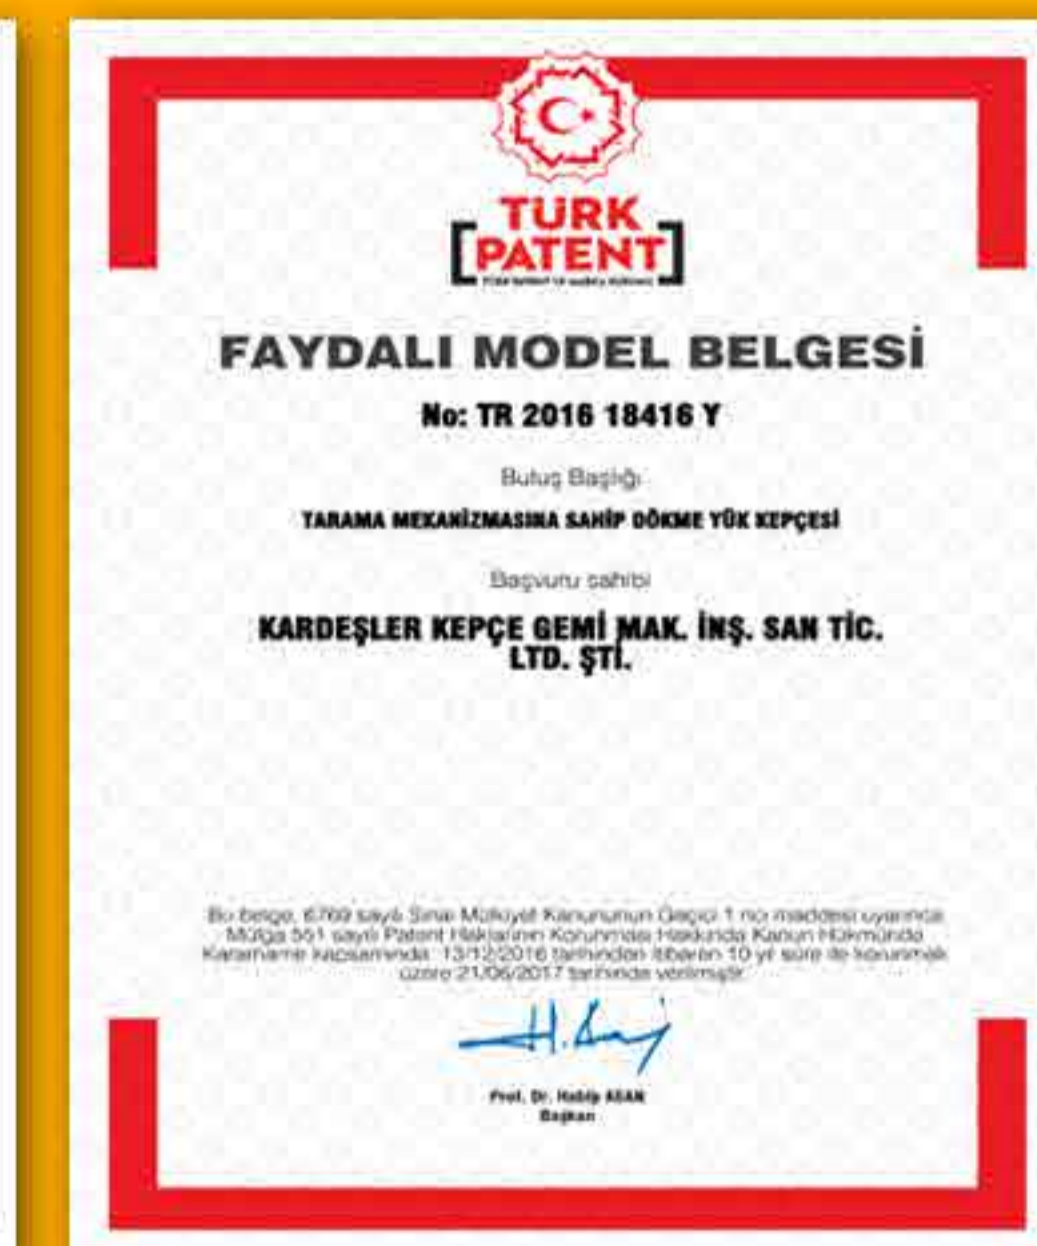 TÜRK
PATENT
FAYDALI MODEL BELGESİ
No: TR 2016 18416 Y
Buluş Başlığı
TARAMA MEKANİZMASINA SAHİP DÖKME YÜK KEPÇESİ
Başvuru sahibi
KARDEŞLER KEPÇE GEMİ MAK. İNŞ. SAN TİC.
LTD. ŞTİ.
Bu belge, 6769 sayılı Sınai Mülkiyet Kanununun Geçici 1 nci maddesi uyarınca
Mülga 551 sayılı Patent Haklarının Korunması Hakkında Kanun Hükmünde
Kararname kapsamında 13/12/2016 tarihinden itibaren 10 yıl süre ile korunmak
üzere 21/06/2017 tarihinde verilmiştir.
Prof. Dr. Habip ASAN
Başkan